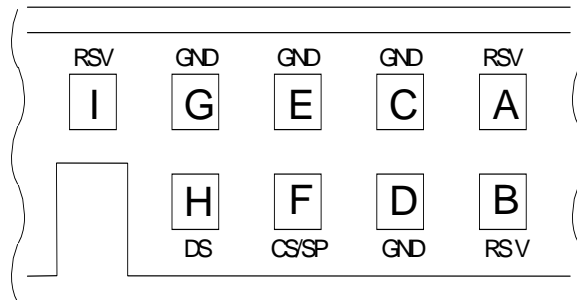 RSV GND GND GND RSV
I G E C A
H F D B
DS CS/SP GND RSV